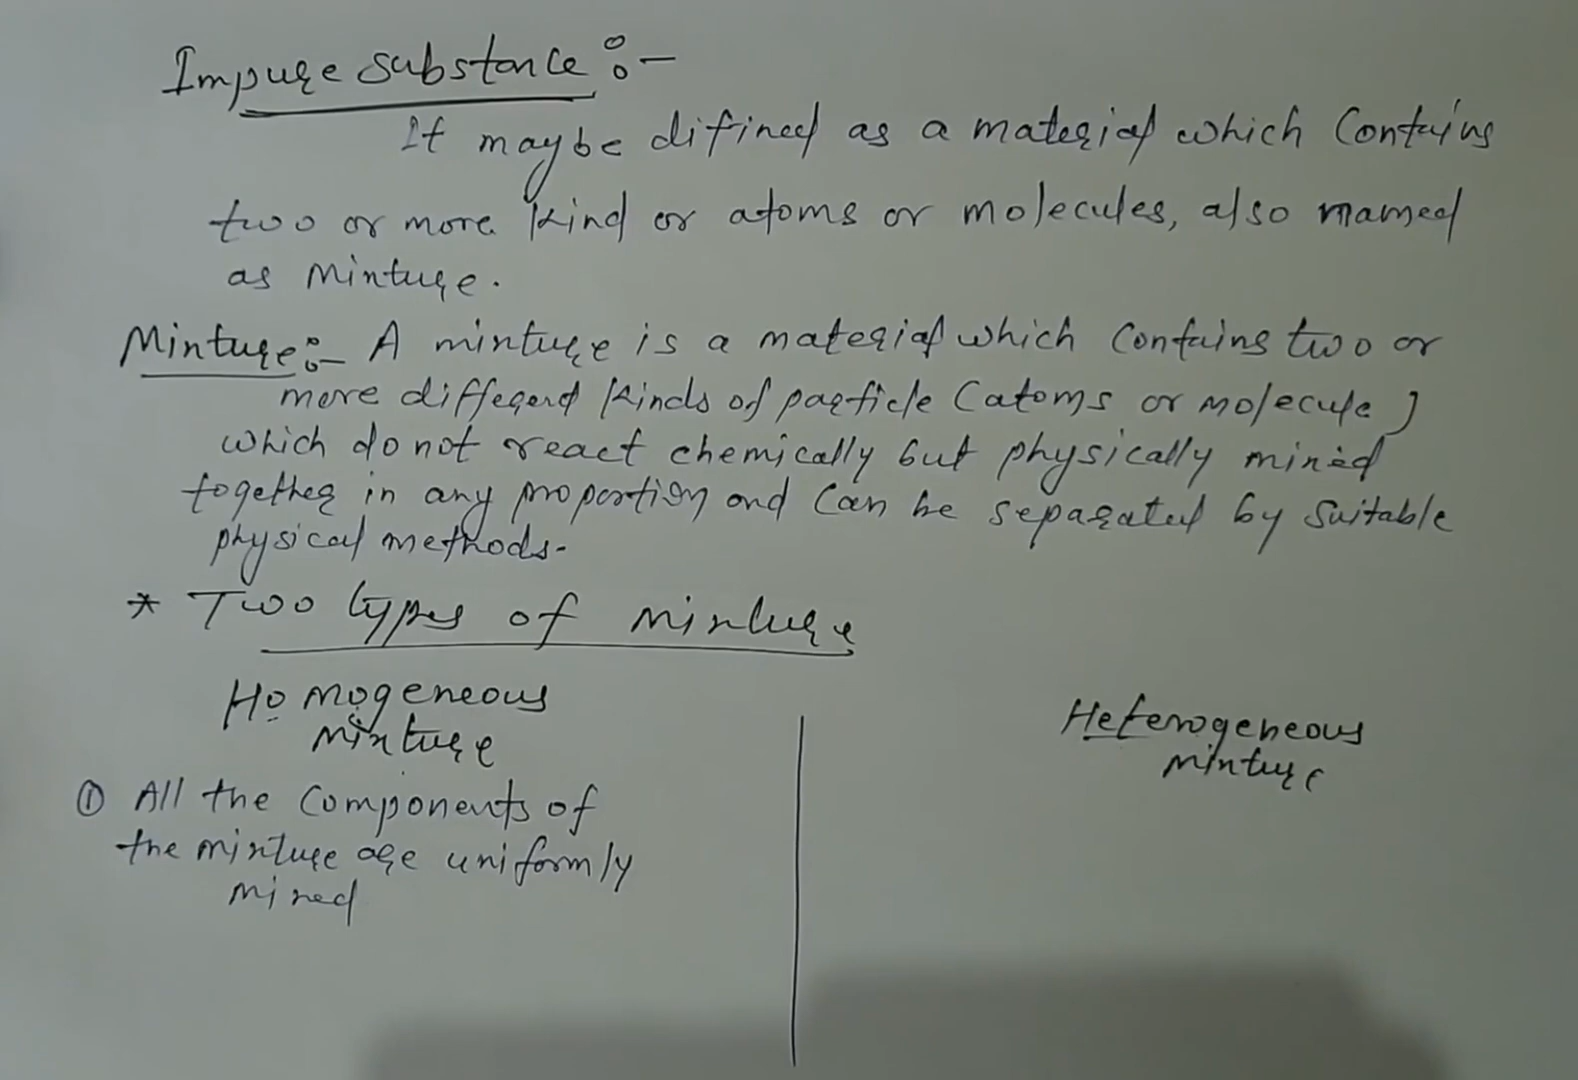 Impure substance :-
It maybe difined as a material which Contains
two or more kind or atoms or molecules, also named
as mixture.
Mixture:- A mixture is a material which Contains two or
more different kinds of particle (atoms or molecule)
which do not react chemically but physically mixed
together in any proportion and Can be separated by suitable
physical methods.
* Two types of mixture
Homogeneous
mixture
Heterogeneous
mixture
① All the Components of
the mixture are uniformly
mixed